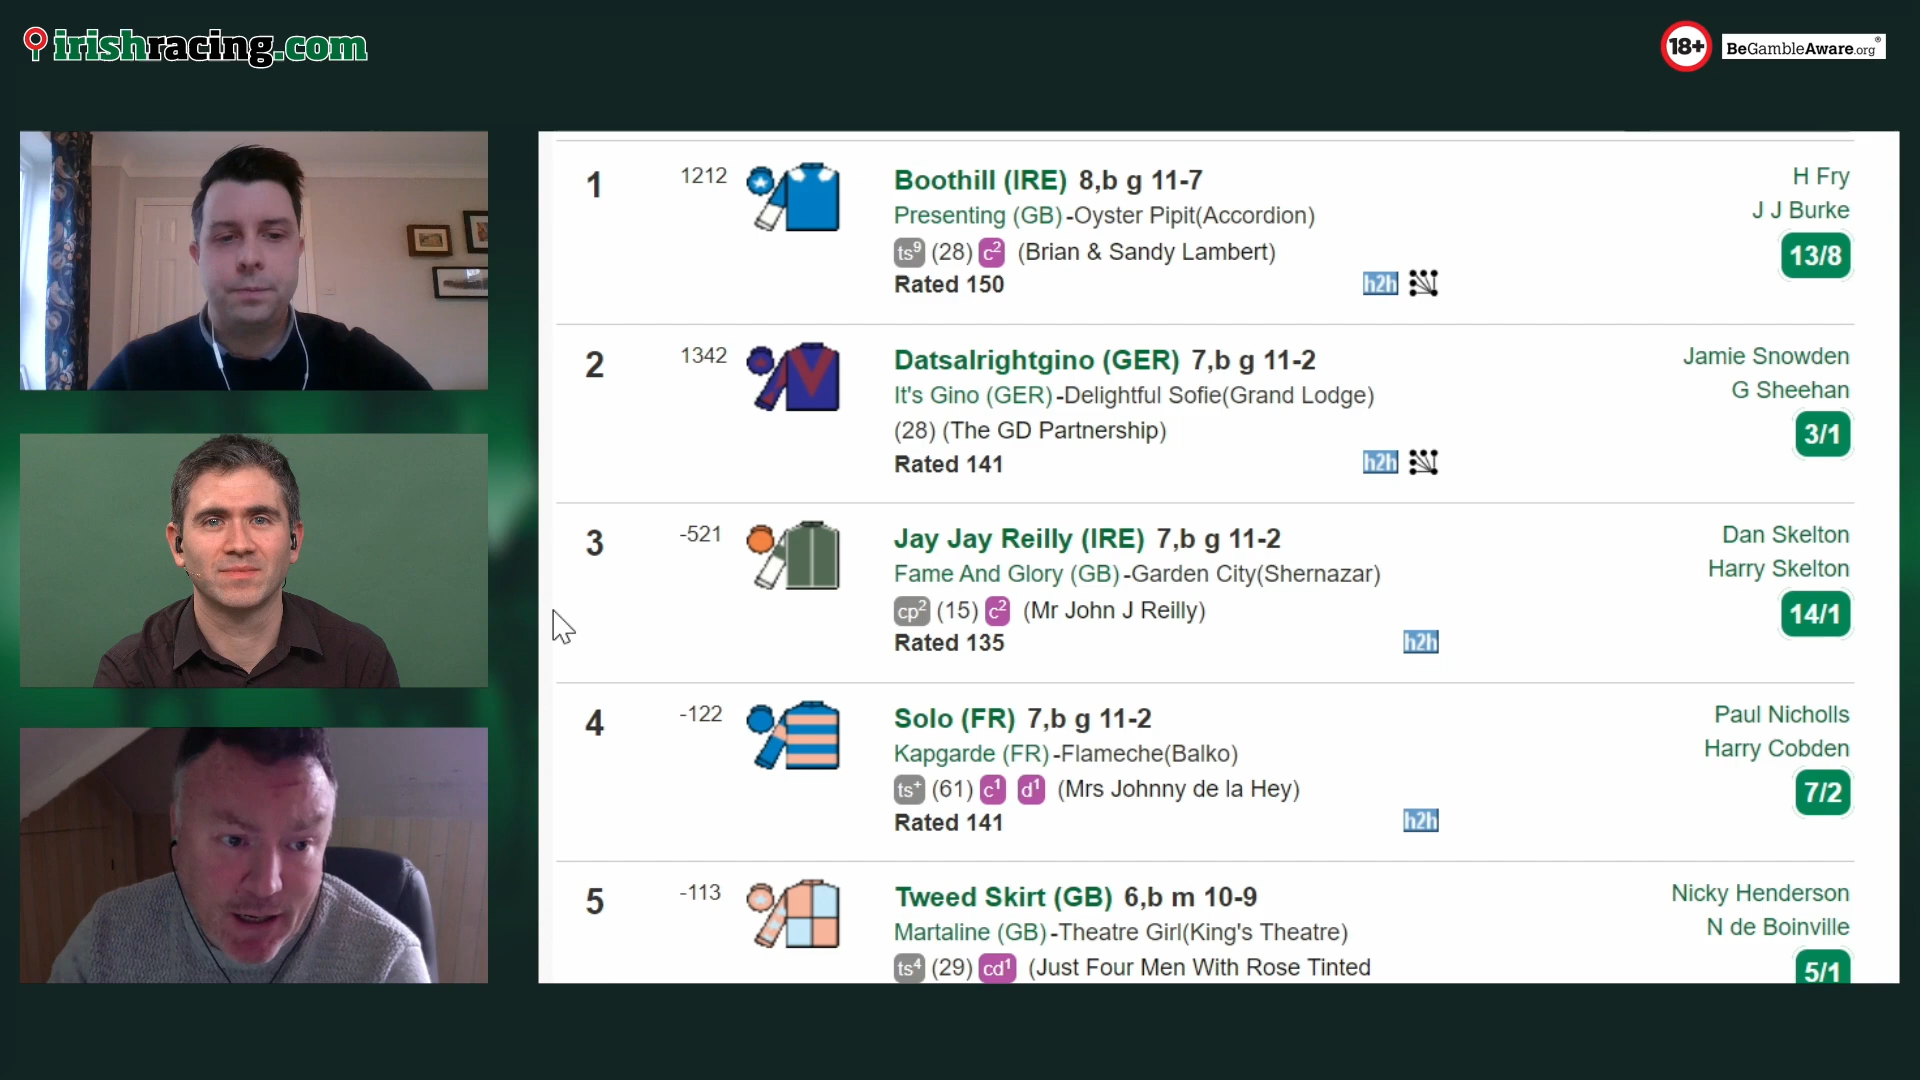 irishracing.com
18+
BeGambleAware.org®
1
1212
Boothill (IRE) 8,b g 11-7
Presenting (GB)-Oyster Pipit(Accordion)
ts9 (28) c2 (Brian & Sandy Lambert)
Rated 150
h2h
H Fry
J J Burke
13/8
2
1342
Datsalrightgino (GER) 7,b g 11-2
It's Gino (GER)-Delightful Sofie(Grand Lodge)
(28) (The GD Partnership)
Rated 141
h2h
Jamie Snowden
G Sheehan
3/1
3
-521
Jay Jay Reilly (IRE) 7,b g 11-2
Fame And Glory (GB)-Garden City(Shernazar)
cp2 (15) c2 (Mr John J Reilly)
Rated 135
h2h
Dan Skelton
Harry Skelton
14/1
4
-122
Solo (FR) 7,b g 11-2
Kapgarde (FR)-Flameche(Balko)
ts+ (61) c1 d1 (Mrs Johnny de la Hey)
Rated 141
h2h
Paul Nicholls
Harry Cobden
7/2
5
-113
Tweed Skirt (GB) 6,b m 10-9
Martaline (GB)-Theatre Girl(King's Theatre)
ts4 (29) cd1 (Just Four Men With Rose Tinted
Nicky Henderson
N de Boinville
5/1